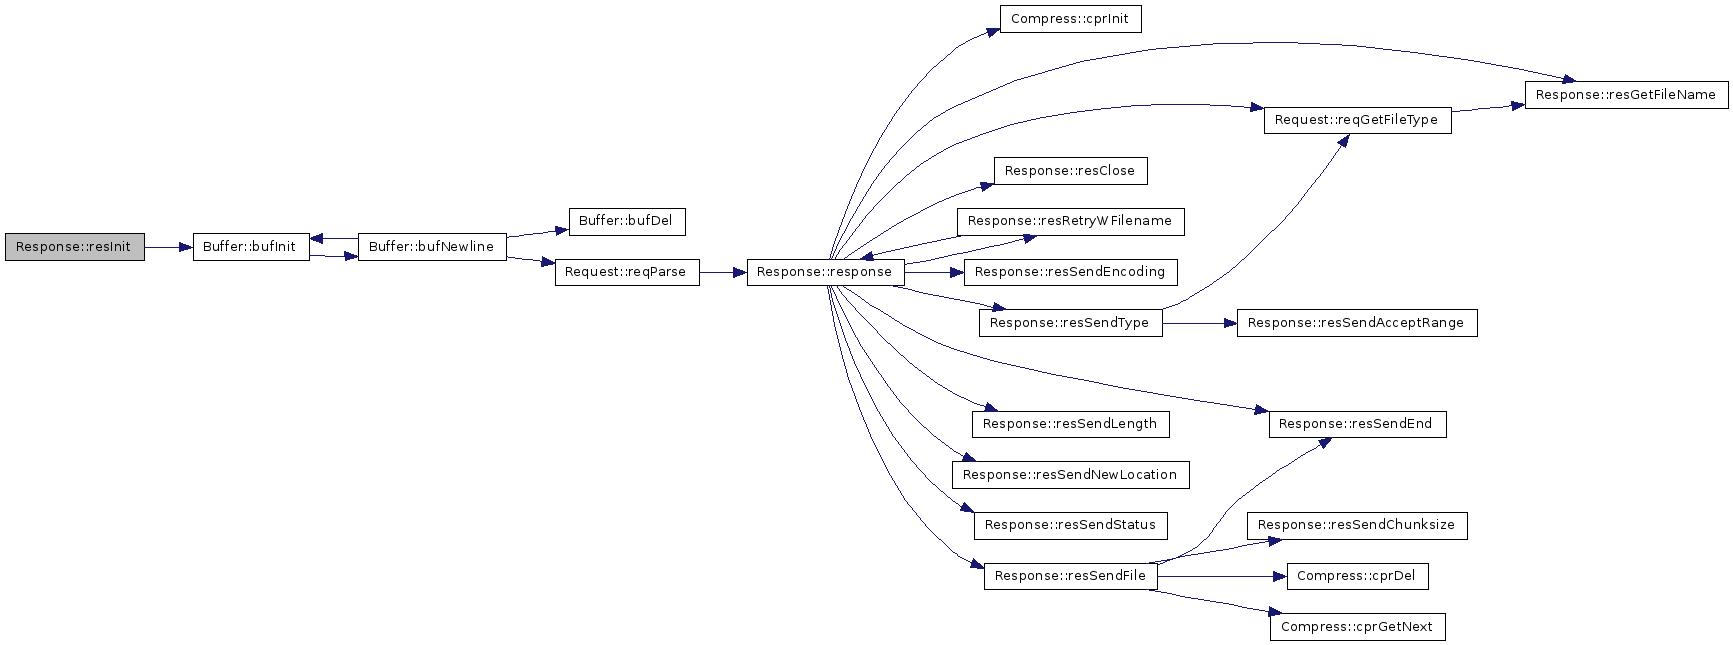 Compress::cprInit
Response::resGetFileName
Request::reqGetFileType
Response::resClose
Response::resRetryWFilename
Buffer::bufDel
Response::resInit
Buffer::bufInit
Buffer::bufNewline
Request::reqParse
Response::response
Response::resSendEncoding
Response::resSendType
Response::resSendAcceptRange
Response::resSendLength
Response::resSendEnd
Response::resSendNewLocation
Response::resSendStatus
Response::resSendChunksize
Response::resSendFile
Compress::cprDel
Compress::cprGetNext